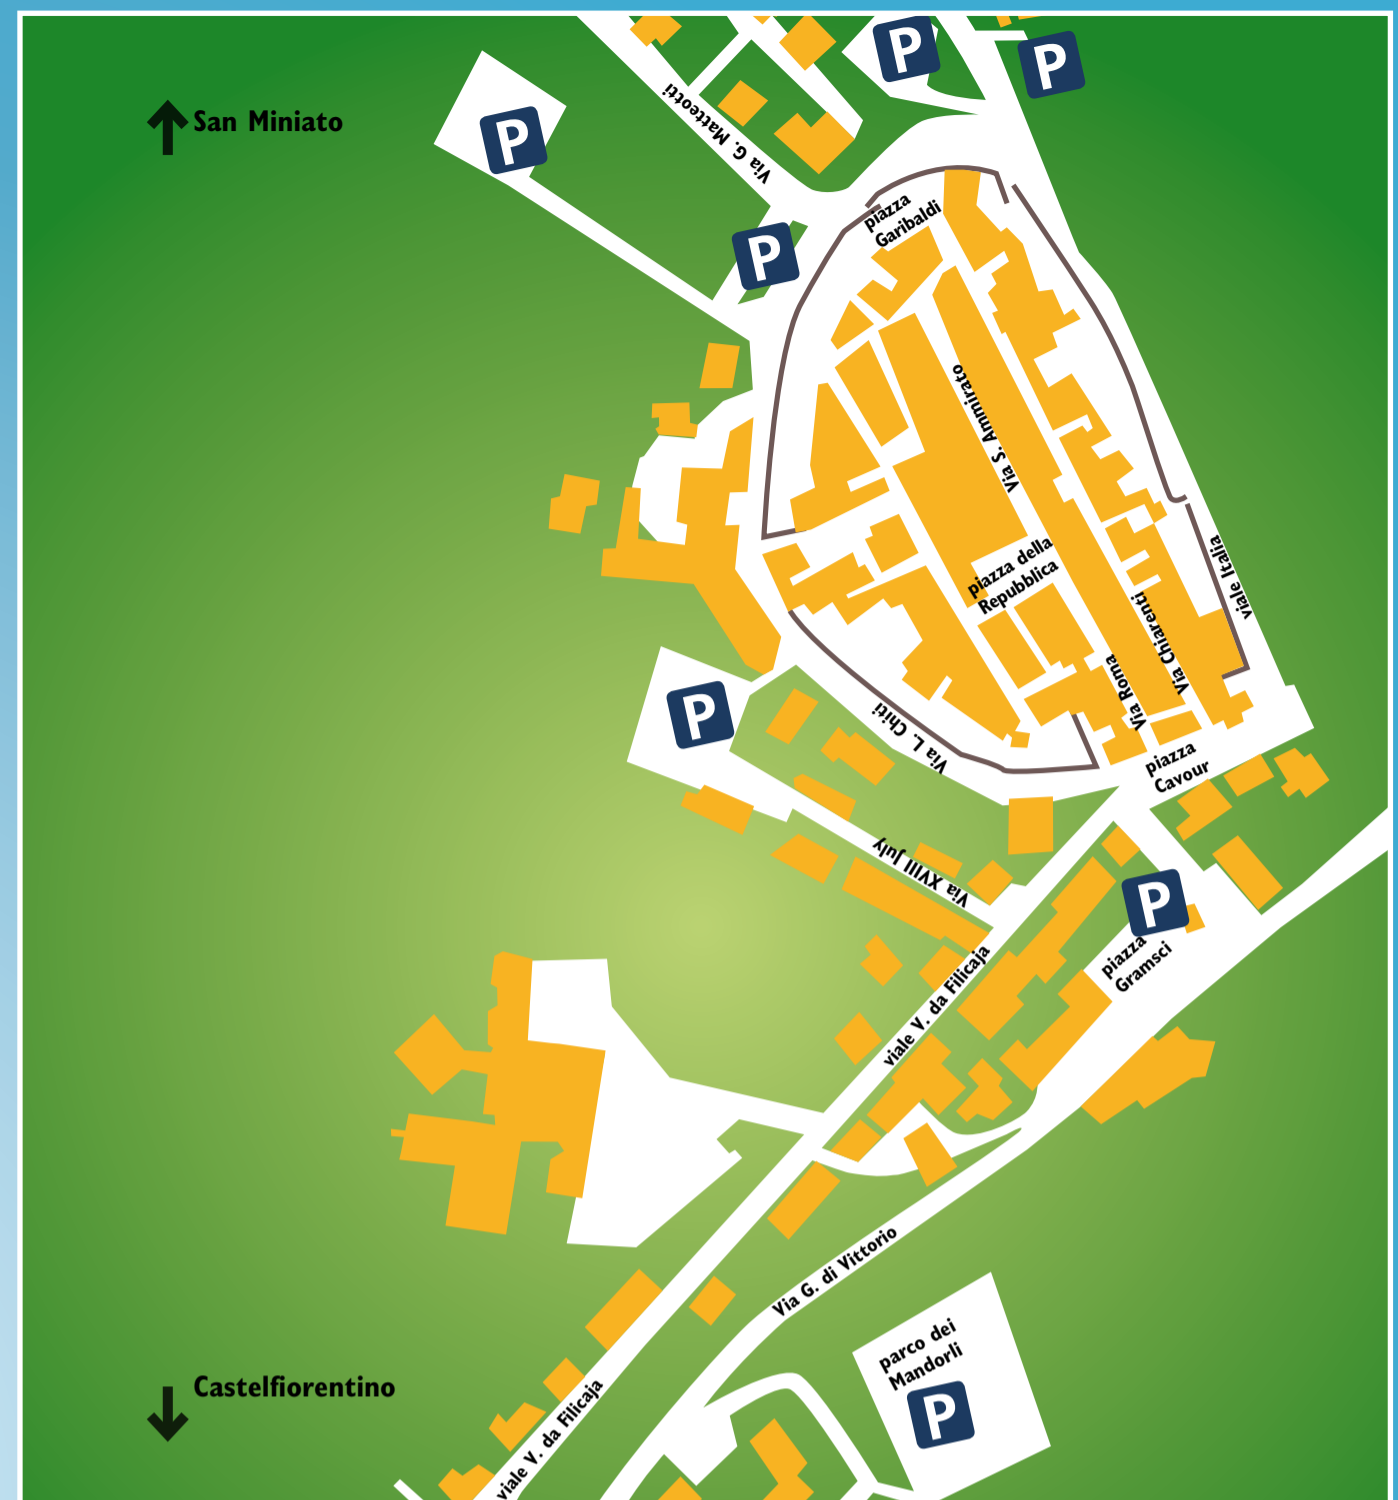 P
P
San Miniato
P
Via G. Matteotti
piazza
Garibaldi
P
Via S. Ammirato
piazza della
Repubblica
viale Italia
Via Chiarenti
Via Roma
P
Via L. Chiti
piazza
Cavour
Via XVIII July
P
piazza
Gramsci
viale V. da Filicaja
Via G. di Vittorio
parco dei
Mandorli
P
Castelfiorentino
viale V. da Filicaja